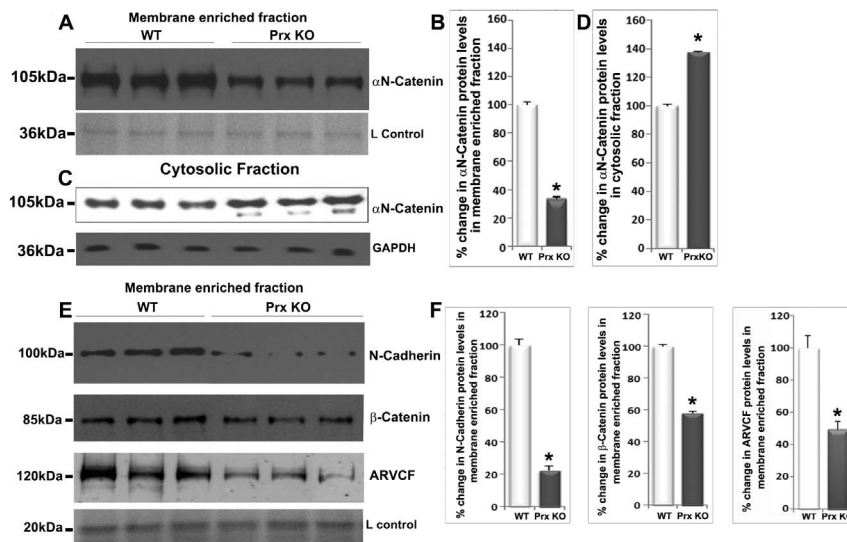 A
Membrane enriched fraction
WT Prx KO
105kDa
αN-Catenin
36kDa
L Control
C
Cytosolic Fraction
105kDa
αN-Catenin
36kDa
GAPDH
B
% change in αN-Catenin protein levels
in membrane enriched fraction
160
140
120
100
80
60
40
20
0
*
WT Prx KO
D
% change in αN-Catenin protein levels
in cytosolic fraction
160
140
120
100
80
60
40
20
0
*
WT PrxKO
E
Membrane enriched fraction
WT Prx KO
100kDa
N-Cadherin
85kDa
β-Catenin
120kDa
ARVCF
20kDa
L control
F
% change in N-Cadherin protein levels in
membrane enriched fraction
120
100
80
60
40
20
0
*
WT Prx KO
% change in β-Catenin protein levels in
membrane enriched fraction
120
100
80
60
40
20
0
*
WT Prx KO
% change in ARVCF protein levels in
membrane enriched fraction
120
100
80
60
40
20
0
*
WT Prx KO